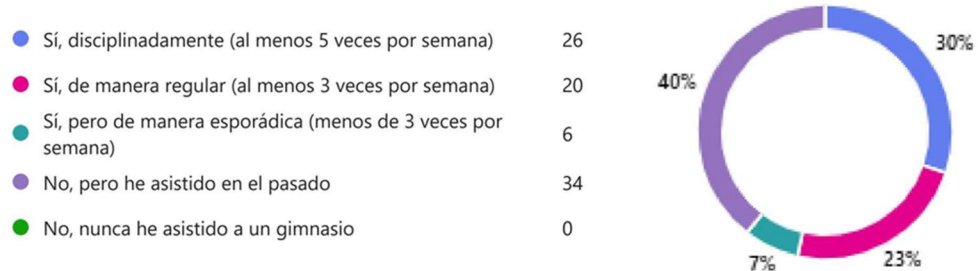 Sí, disciplinadamente (al menos 5 veces por semana) 26
Sí, de manera regular (al menos 3 veces por semana) 20
Sí, pero de manera esporádica (menos de 3 veces por
semana) 6
No, pero he asistido en el pasado 34
No, nunca he asistido a un gimnasio 0
30%
40%
23%
7%